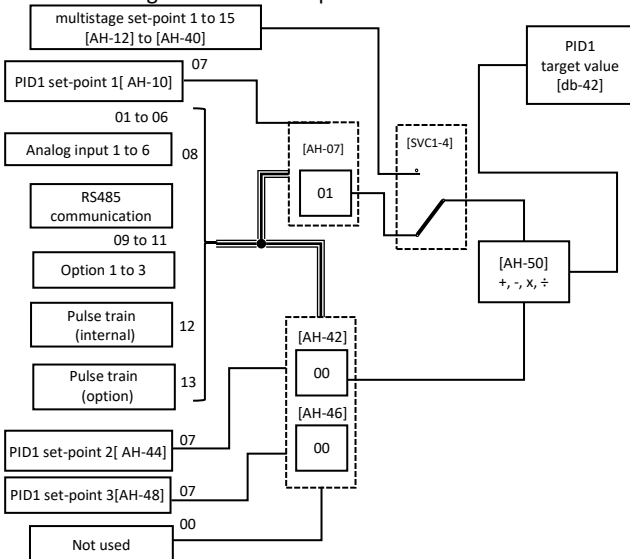 multistage set-point 1 to 15
[AH-12] to [AH-40]
PID1 set-point 1[ AH-10]
07
01 to 06
Analog input 1 to 6
08
RS485
communication
09 to 11
Option 1 to 3
Pulse train
(internal)
12
Pulse train
(option)
13
PID1 set-point 2[ AH-44]
07
PID1 set-point 3[AH-48]
07
00
Not used
[AH-07]
01
[AH-42]
00
[AH-46]
00
[SVC1-4]
[AH-50]
+, -, x, ÷
PID1
target value
[db-42]